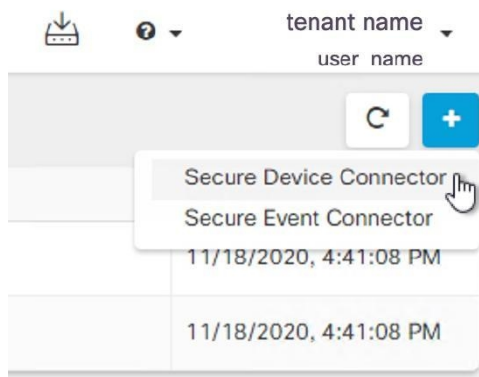 tenant name
user name
Secure Device Connector
Secure Event Connector
11/18/2020, 4:41:08 PM
11/18/2020, 4:41:08 PM